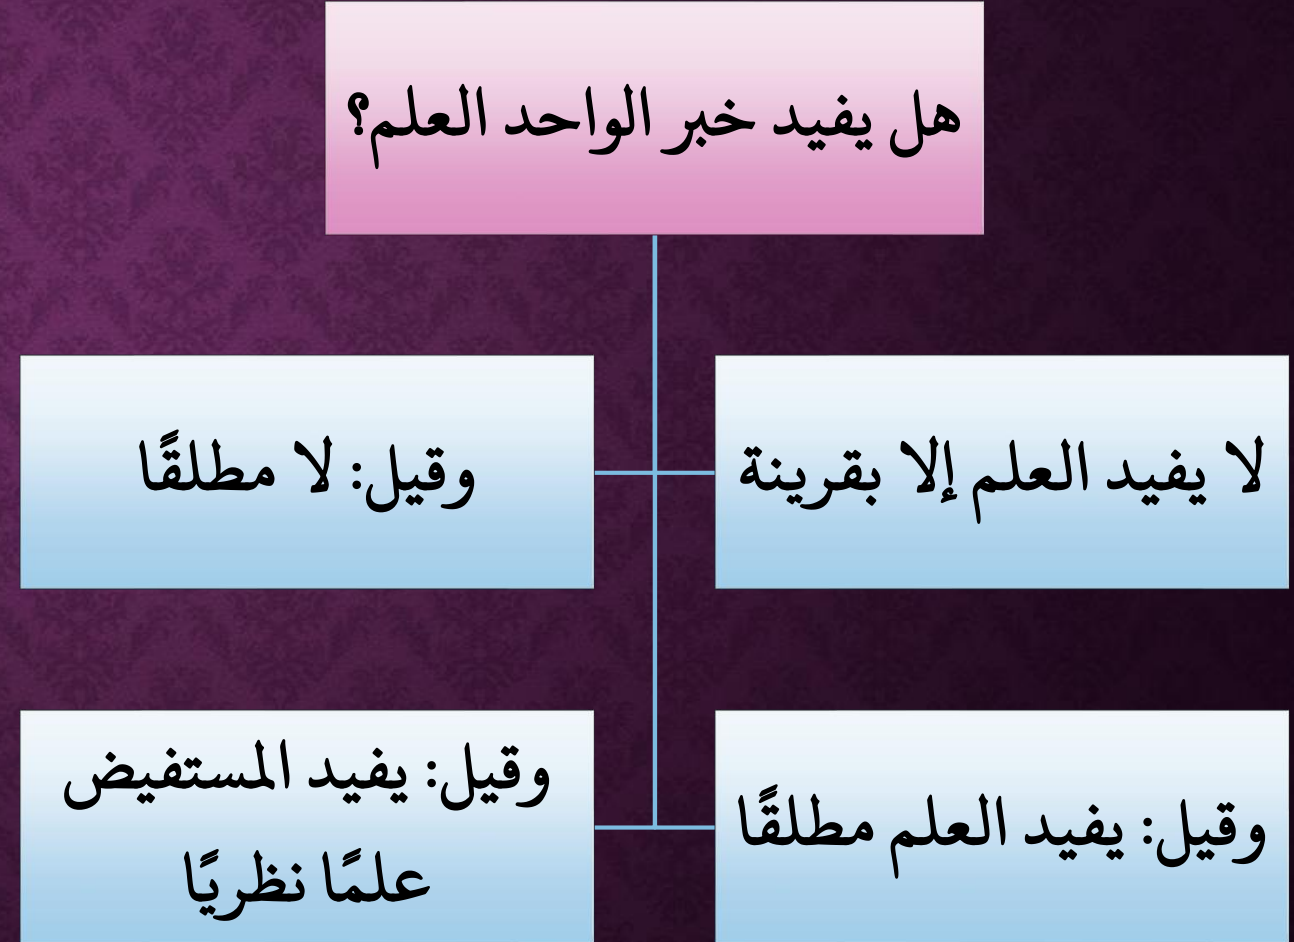 هل يفيد خبر الواحد العلم؟
لا يفيد العلم إلا بقرينة
وقيل: لا مطلقًا
وقيل: يفيد العلم مطلقًا
وقيل: يفيد المستفيض
علمًا نظريًا